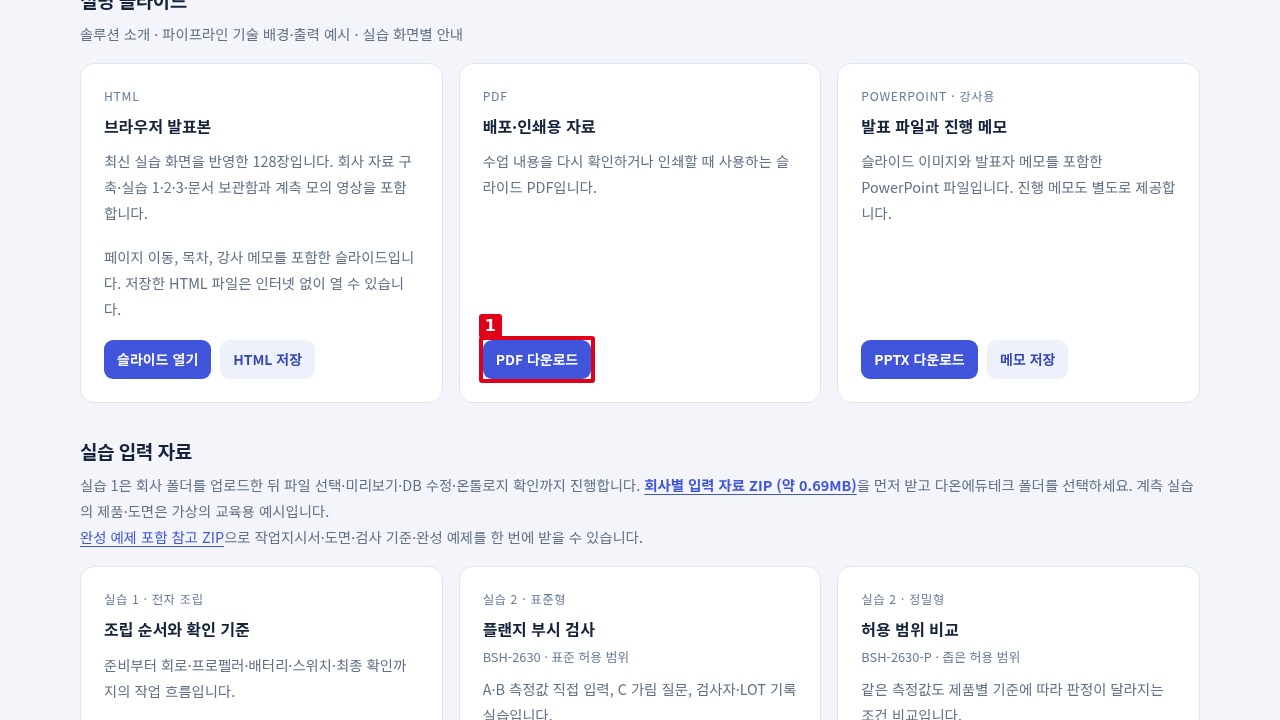 설명 슬라이드
솔루션 소개 · 파이프라인 기술 배경·출력 예시 · 실습 화면별 안내
HTML
브라우저 발표본
최신 실습 화면을 반영한 128장입니다. 회사 자료 구
축·실습 1·2·3·문서 보관함과 계측 모의 영상을 포함
합니다.
페이지 이동, 목차, 강사 메모를 포함한 슬라이드입니
다. 저장한 HTML 파일은 인터넷 없이 열 수 있습니
다.
슬라이드 열기
HTML 저장
PDF
배포·인쇄용 자료
수업 내용을 다시 확인하거나 인쇄할 때 사용하는 슬
라이드 PDF입니다.
1
PDF 다운로드
POWERPOINT · 강사용
발표 파일과 진행 메모
슬라이드 이미지와 발표자 메모를 포함한
PowerPoint 파일입니다. 진행 메모도 별도로 제공합
니다.
PPTX 다운로드
메모 저장
실습 입력 자료
실습 1은 회사 폴더를 업로드한 뒤 파일 선택·미리보기·DB 수정·온톨로지 확인까지 진행합니다. 회사별 입력 자료 ZIP (약 0.69MB)을 먼저 받고 다온에듀테크 폴더를 선택하세요. 계측 실습
의 제품·도면은 가상의 교육용 예시입니다.
완성 예제 포함 참고 ZIP으로 작업지시서·도면·검사 기준·완성 예제를 한 번에 받을 수 있습니다.
실습 1 · 전자 조립
조립 순서와 확인 기준
준비부터 회로·프로펠러·배터리·스위치·최종 확인까
지의 작업 흐름입니다.
실습 2 · 표준형
플랜지 부시 검사
BSH-2630 · 표준 허용 범위
A·B 측정값 직접 입력, C 가림 질문, 검사자·LOT 기록
실습입니다.
실습 2 · 정밀형
허용 범위 비교
BSH-2630-P · 좁은 허용 범위
같은 측정값도 제품별 기준에 따라 판정이 달라지는
조건 비교입니다.